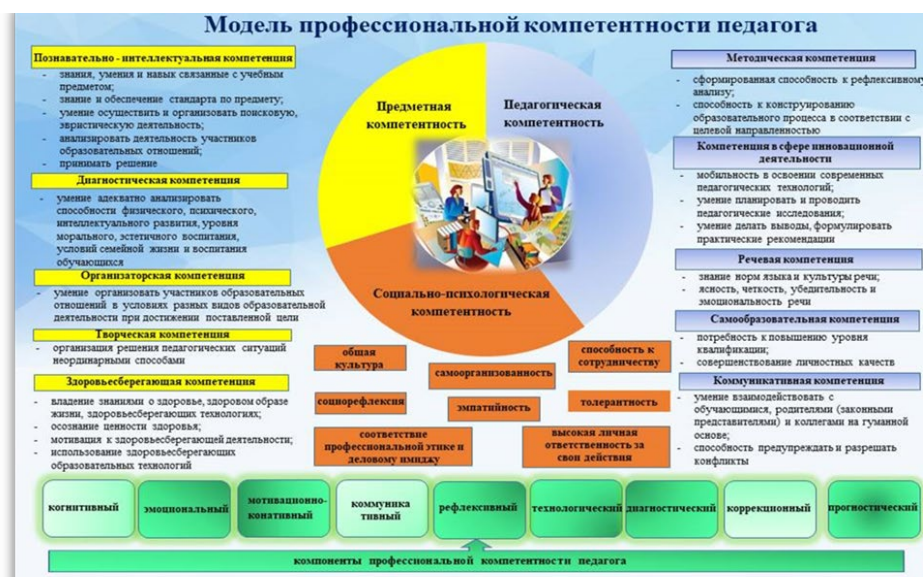 Модель профессиональной компетентности педагога
Познавательно - интеллектуальная компетенция
- знания, умения и навык связанные с учебным
предметом;
- знание и обеспечение стандарта по предмету;
- умение осуществить и организовать поисковую,
эвристическую деятельность;
- анализировать деятельность участников
образовательных отношений;
- принимать решение
Диагностическая компетенция
- умение адекватно анализировать
способности физического, психического,
интеллектуального развития, уровня
морального, эстетичного воспитания,
условий семейной жизни и воспитания
обучающихся
Организаторская компетенция
- умение организовать участников образовательных
отношений в условиях разных видов образовательной
деятельности при достижении поставленной цели
Творческая компетенция
- организация решения педагогических ситуаций
неординарными способами
Здоровьесберегающая компетенция
- владение знаниями о здоровье, здоровом образе
жизни, здоровьесберегающих технологиях;
- осознание ценности здоровья;
- мотивация к здоровьесберегающей деятельности;
- использование здоровьесберегающих
образовательных технологий
Предметная
компетентность
Педагогическая
компетентность
Социально-психологическая
компетентность
общая
культура
самоорганизованность
способность к
сотрудничеству
социорефлексия
эмпатийность
толерантность
соответствие
профессиональной этике и
деловому имиджу
высокая личная
ответственность за
свои действия
Методическая компетенция
- сформированная способность к рефлексивному
анализу;
- способность к конструированию
образовательного процесса в соответствии с
целевой направленностью
Компетенция в сфере инновационной
деятельности
- мобильность в освоении современных
педагогических технологий;
- умение планировать и проводить
педагогические исследования;
- умение делать выводы, формулировать
практические рекомендации
Речевая компетенция
- знание норм языка и культуры речи;
- ясность, четкость, убедительность и
эмоциональность речи
Самообразовательная компетенция
- потребность к повышению уровня
квалификации;
- совершенствование личностных качеств
Коммуникативная компетенция
- умение взаимодействовать с
обучающимися, родителями (законными
представителями) и коллегами на гуманной
основе;
- способность предупреждать и разрешать
конфликты
когнитивный
эмоциональный
мотивационно-
конативный
коммуника
тивный
рефлексивный
технологический
диагностический
коррекционный
прогностический
компоненты профессиональной компетентности педагога